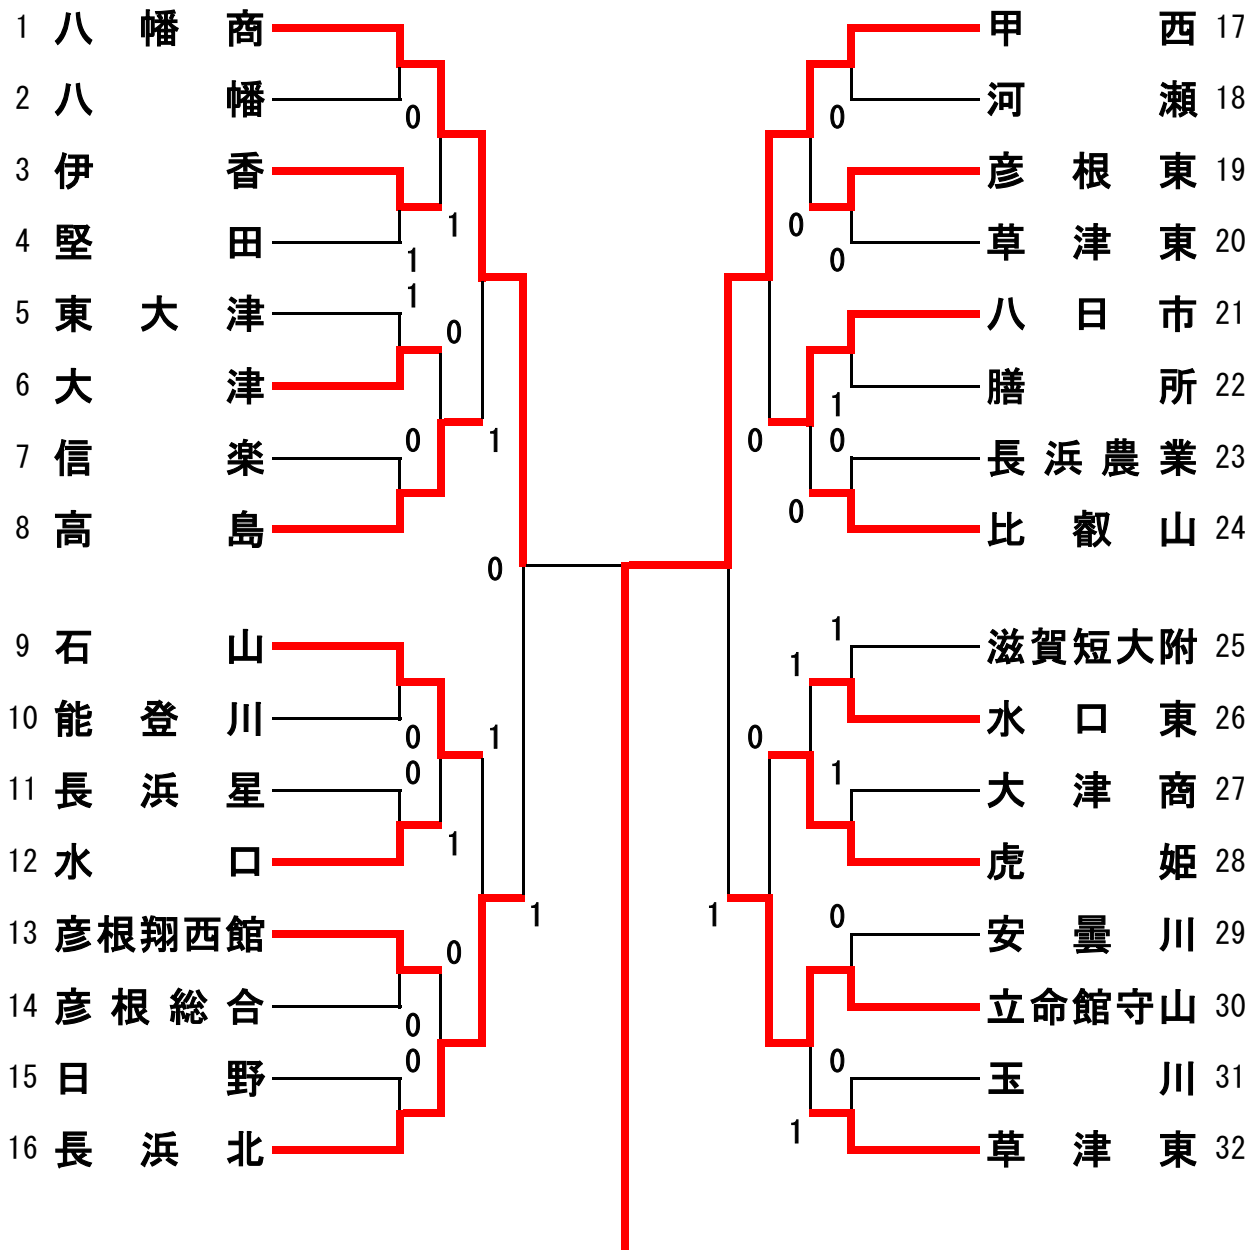 1 八幡商
2 八幡
0
3 伊香
1
4 堅田
1
1
5 東大津
0
6 大津
0
7 信楽
1
8 高島
0
9 石山
10 能登川
0
1
0
11 長浜星
1
12 水口
13 彦根翔西館
1
0
14 彦根総合
0
0
15 日野
16 長浜北
甲西 17
河瀬 18
0
彦根東 19
0
草津東 20
0
八日市 21
膳所 22
1
0
0
長浜農業 23
0
比叡山 24
1
滋賀短大附 25
1
水口東 26
0
1
大津商 27
虎姫 28
1
0
安曇川 29
立命館守山 30
0
玉川 31
1
草津東 32